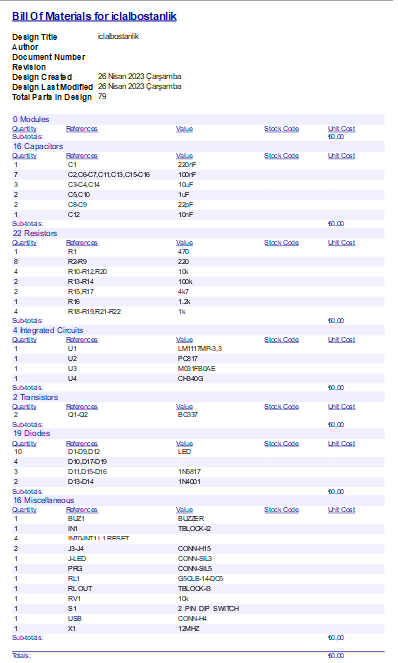 Bill Of Materials for iclalbostanlik
Design Title iclalbostanlik
Author
Document Number
Revision
Design Created 26 Nisan 2023 Çarşamba
Design Last Modified 26 Nisan 2023 Çarşamba
Total Parts In Design 79
0 Modules
Quantity References Value Stock Code Unit Cost
Sub-totals: €0,00
16 Capacitors
Quantity References Value Stock Code Unit Cost
1 C1 220nF
7 C2,C6-C7,C11,C13,C15-C16 100nF
3 C3-C4,C14 10uF
2 C5,C10 1uF
2 C8-C9 22pF
1 C12 10nF
Sub-totals: €0,00
22 Resistors
Quantity References Value Stock Code Unit Cost
1 R1 470
8 R2-R9 220
4 R10-R12,R20 10k
2 R13-R14 100k
2 R15,R17 4k7
1 R16 1.2k
4 R18-R19,R21-R22 1k
Sub-totals: €0,00
4 Integrated Circuits
Quantity References Value Stock Code Unit Cost
1 U1 LM1117MP-3,3
1 U2 PC817
1 U3 M031FB0AE
1 U4 CH340G
Sub-totals: €0,00
2 Transistors
Quantity References Value Stock Code Unit Cost
2 Q1-Q2 BC337
Sub-totals: €0,00
19 Diodes
Quantity References Value Stock Code Unit Cost
10 D1-D9,D12 LED
4 D10,D17-D19
3 D11,D15-D16 1N5817
2 D13-D14 1N4001
Sub-totals: €0,00
16 Miscellaneous
Quantity References Value Stock Code Unit Cost
1 BUZ1 BUZZER
1 IN1 TBLOCK-I2
4 INT0-INT1,L1,RESET
2 J3-J4 CONN-H15
1 J-LED CONN-SIL3
1 PRG CONN-SIL5
1 RL1 G5CLE-14-DC5
1 RLOUT TBLOCK-I3
1 RV1 10k
1 S1 2 PIN DIP SWITCH
1 USB CONN-H4
1 X1 12MHZ
Sub-totals: €0,00
Totals: €0,00